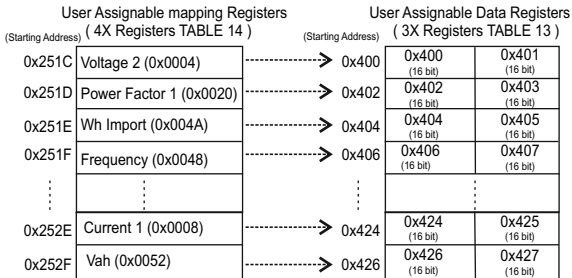 User Assignable mapping Registers
( 4X Registers TABLE 14 )
User Assignable Data Registers
( 3X Registers TABLE 13 )
(Starting Address)
(Starting Address)
0x251C Voltage 2 (0x0004) 0x400 0x400 0x401
(16 bit) (16 bit)
0x251D Power Factor 1 (0x0020) 0x402 0x402 0x403
(16 bit) (16 bit)
0x251E Wh Import (0x004A) 0x404 0x404 0x405
(16 bit) (16 bit)
0x251F Frequency (0x0048) 0x406 0x406 0x407
(16 bit) (16 bit)
0x252E Current 1 (0x0008) 0x424 0x424 0x425
(16 bit) (16 bit)
0x252F Vah (0x0052) 0x426 0x426 0x427
(16 bit) (16 bit)